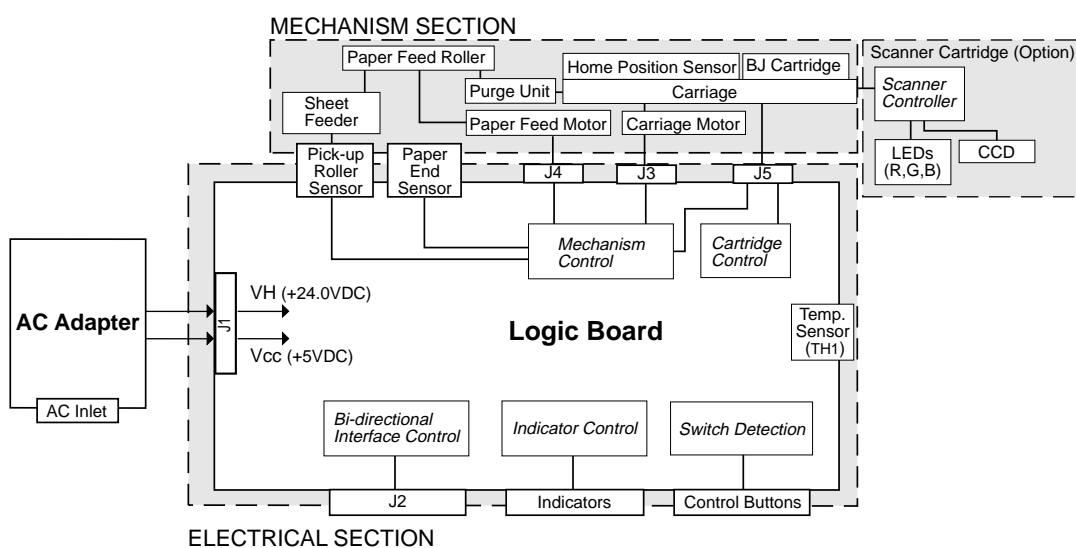 MECHANISM SECTION
Paper Feed Roller
Home Position Sensor
BJ Cartridge
Scanner Cartridge (Option)
Purge Unit
Carriage
Scanner
Controller
Sheet
Feeder
Paper Feed Motor
Carriage Motor
LEDs
(R,G,B)
CCD
Pick-up
Roller
Sensor
Paper
End
Sensor
J4
J3
J5
Mechanism
Control
Cartridge
Control
AC Adapter
AC Inlet
J1
VH (+24.0VDC)
Vcc (+5VDC)
Logic Board
Temp.
Sensor
(TH1)
Bi-directional
Interface Control
Indicator Control
Switch Detection
J2
Indicators
Control Buttons
ELECTRICAL SECTION